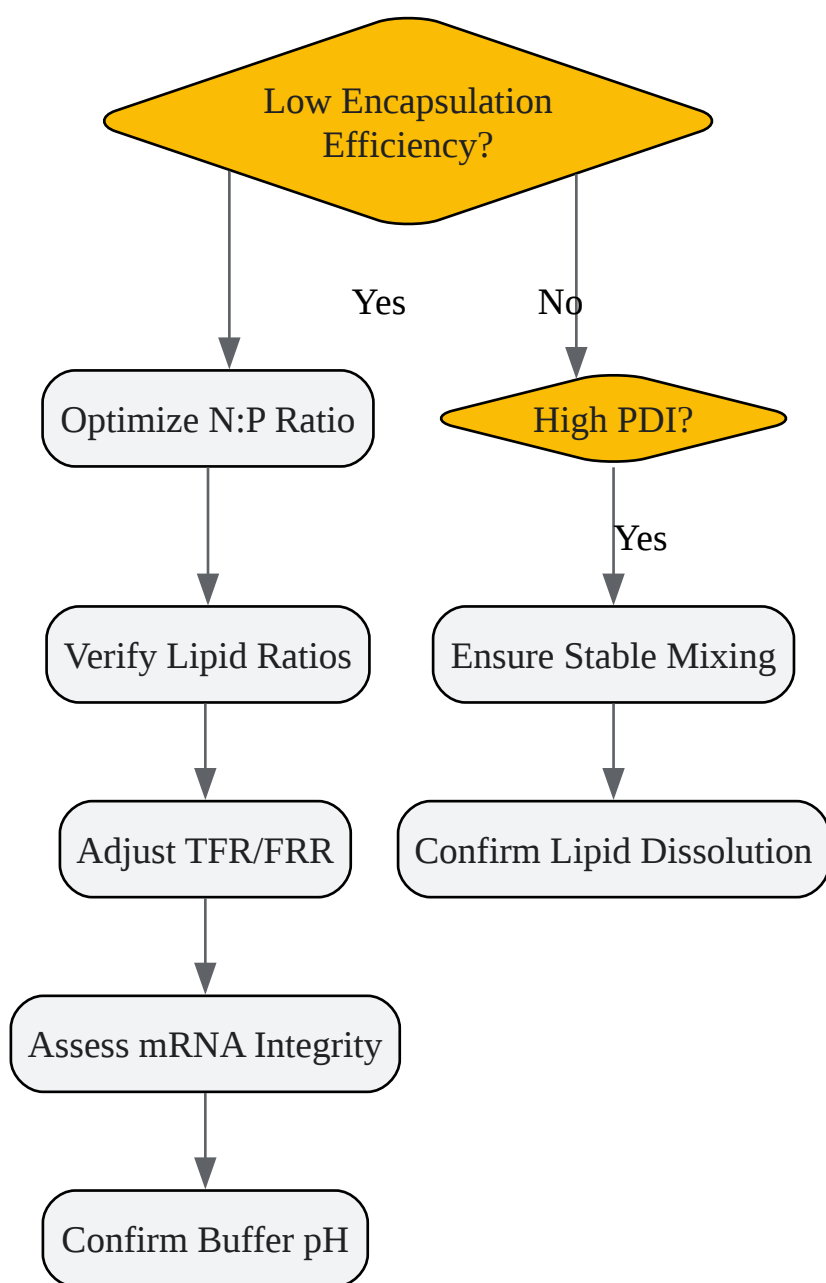 Low Encapsulation
Efficiency?
Yes
No
Optimize N:P Ratio
High PDI?
Yes
Verify Lipid Ratios
Ensure Stable Mixing
Adjust TFR/FRR
Confirm Lipid Dissolution
Assess mRNA Integrity
Confirm Buffer pH